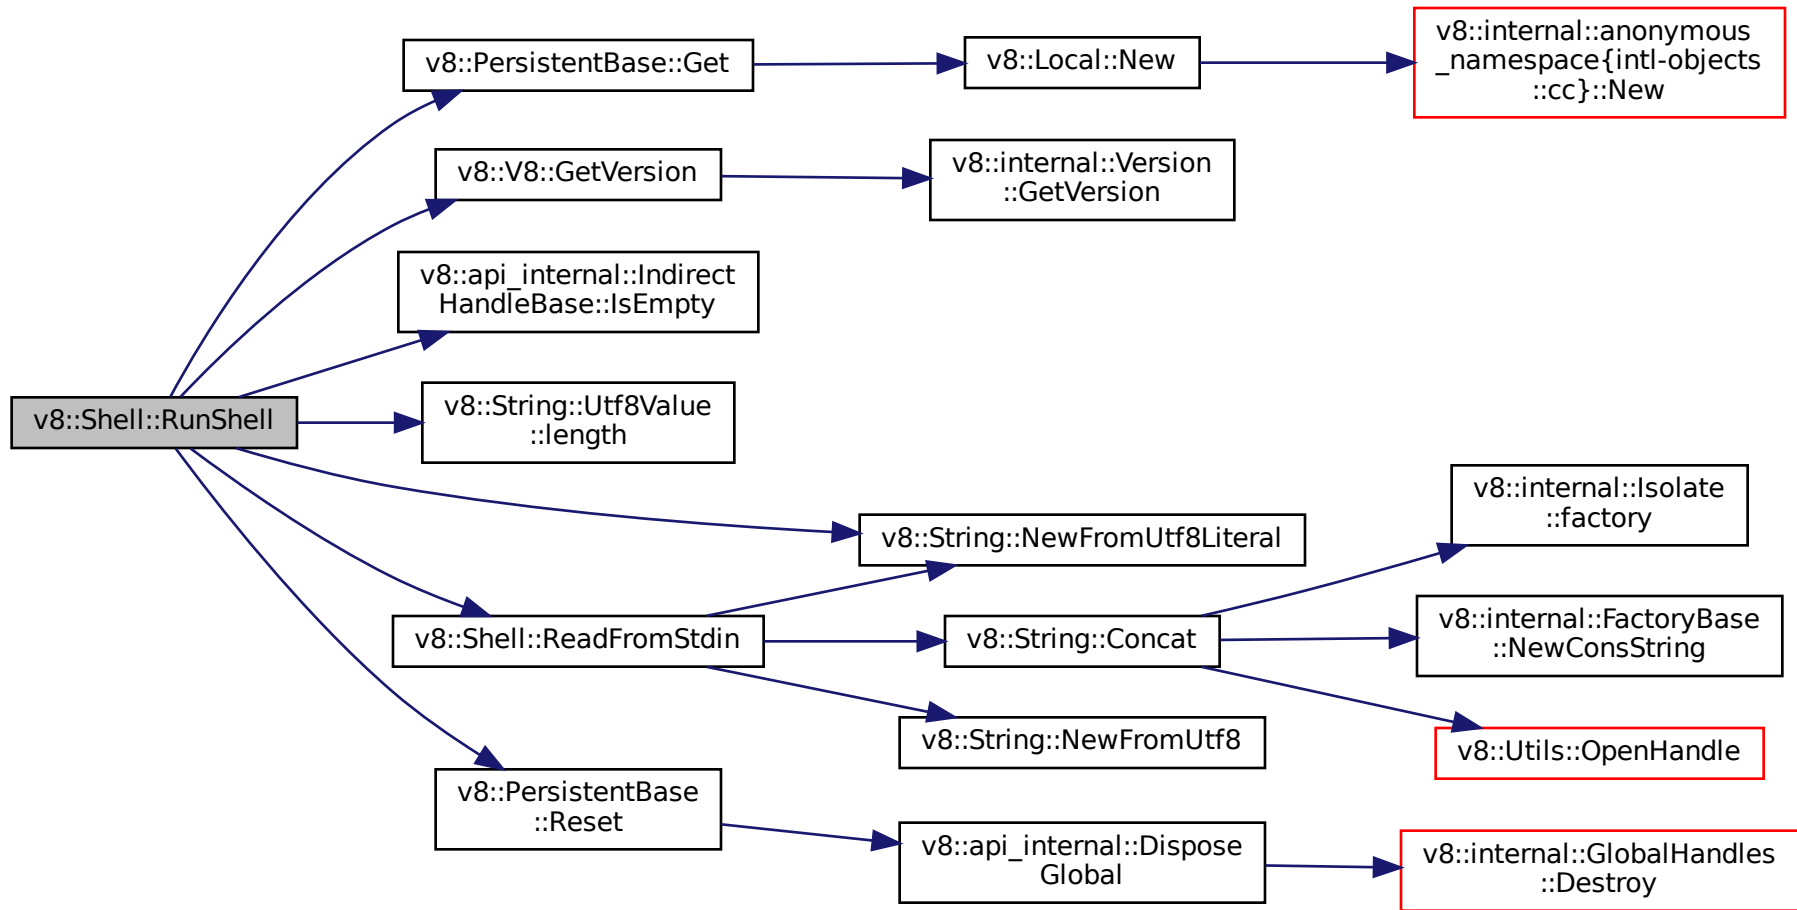 v8::Shell::RunShell
v8::PersistentBase::Get
v8::Local::New
v8::internal::anonymous
_namespace{intl-objects
::cc}::New
v8::V8::GetVersion
v8::internal::Version
::GetVersion
v8::api_internal::Indirect
HandleBase::IsEmpty
v8::String::Utf8Value
::length
v8::String::NewFromUtf8Literal
v8::Shell::ReadFromStdin
v8::String::Concat
v8::internal::Isolate
::factory
v8::internal::FactoryBase
::NewConsString
v8::Utils::OpenHandle
v8::String::NewFromUtf8
v8::PersistentBase
::Reset
v8::api_internal::Dispose
Global
v8::internal::GlobalHandles
::Destroy